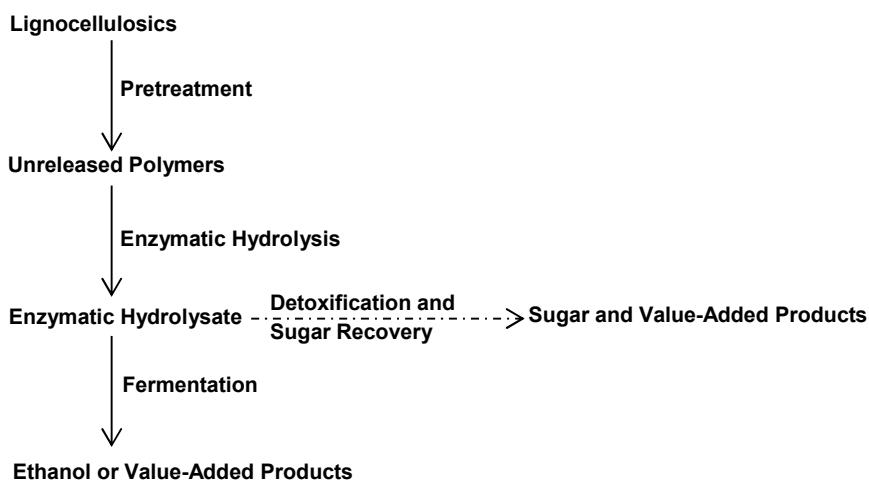 Lignocellulosics
Pretreatment
Unreleased Polymers
Enzymatic Hydrolysis
Enzymatic Hydrolysate
Detoxification and
Sugar Recovery
Sugar and Value-Added Products
Fermentation
Ethanol or Value-Added Products